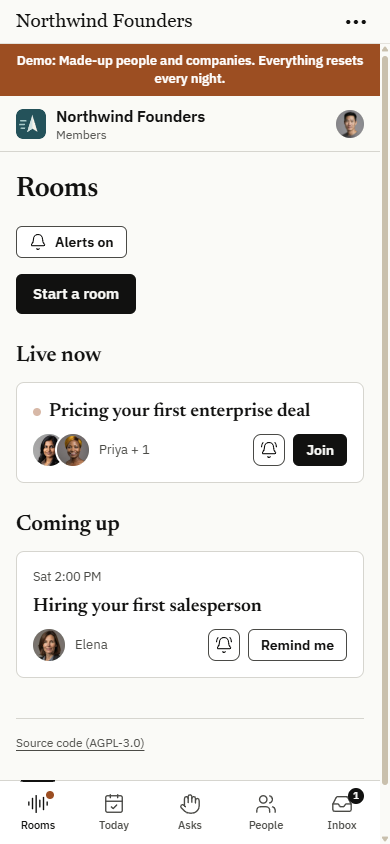 Northwind Founders
Demo: Made-up people and companies. Everything resets
every night.
Northwind Founders
Members
Rooms
Alerts on
Start a room
Live now
Pricing your first enterprise deal
Priya + 1
Join
Coming up
Sat 2:00 PM
Hiring your first salesperson
Elena
Remind me
Source code (AGPL-3.0)
1
Rooms
Today
Asks
People
Inbox